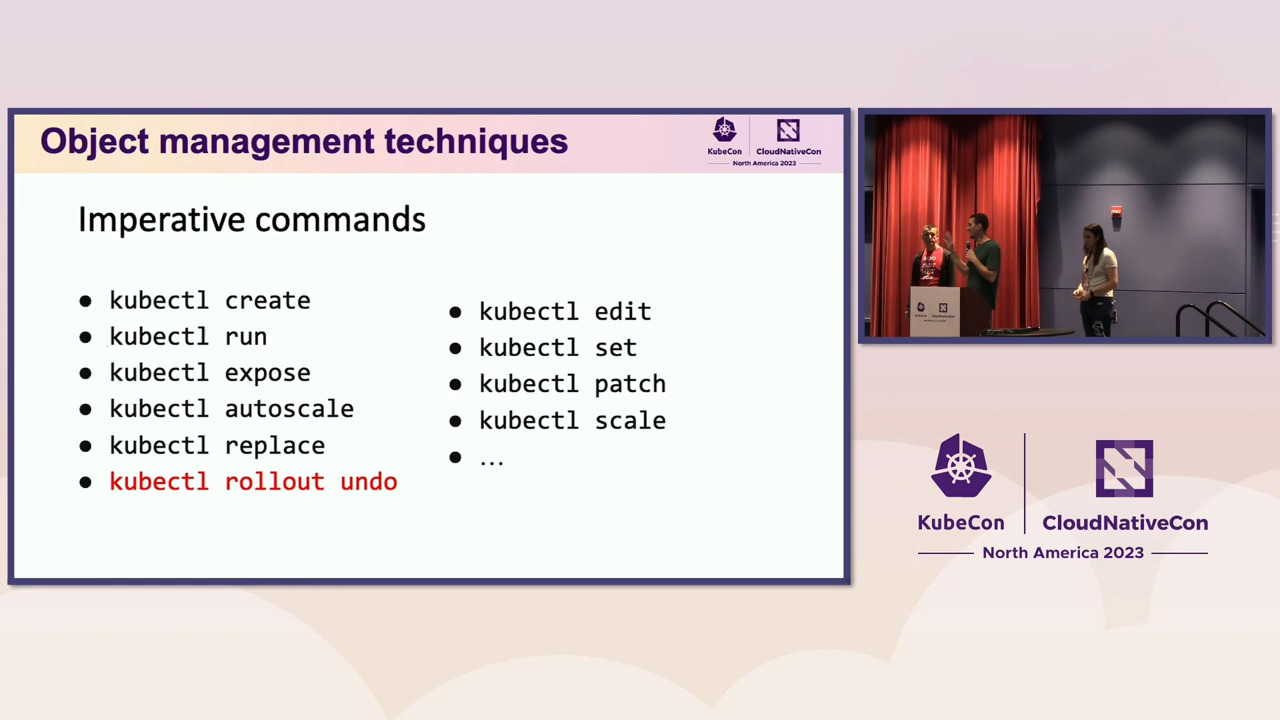 Object management techniques
KubeCon
CloudNativeCon
North America 2023
Imperative commands
● kubectl create
● kubectl run
● kubectl expose
● kubectl autoscale
● kubectl replace
● kubectl rollout undo
● kubectl edit
● kubectl set
● kubectl patch
● kubectl scale
● ...
KubeCon
CloudNativeCon
North America 2023